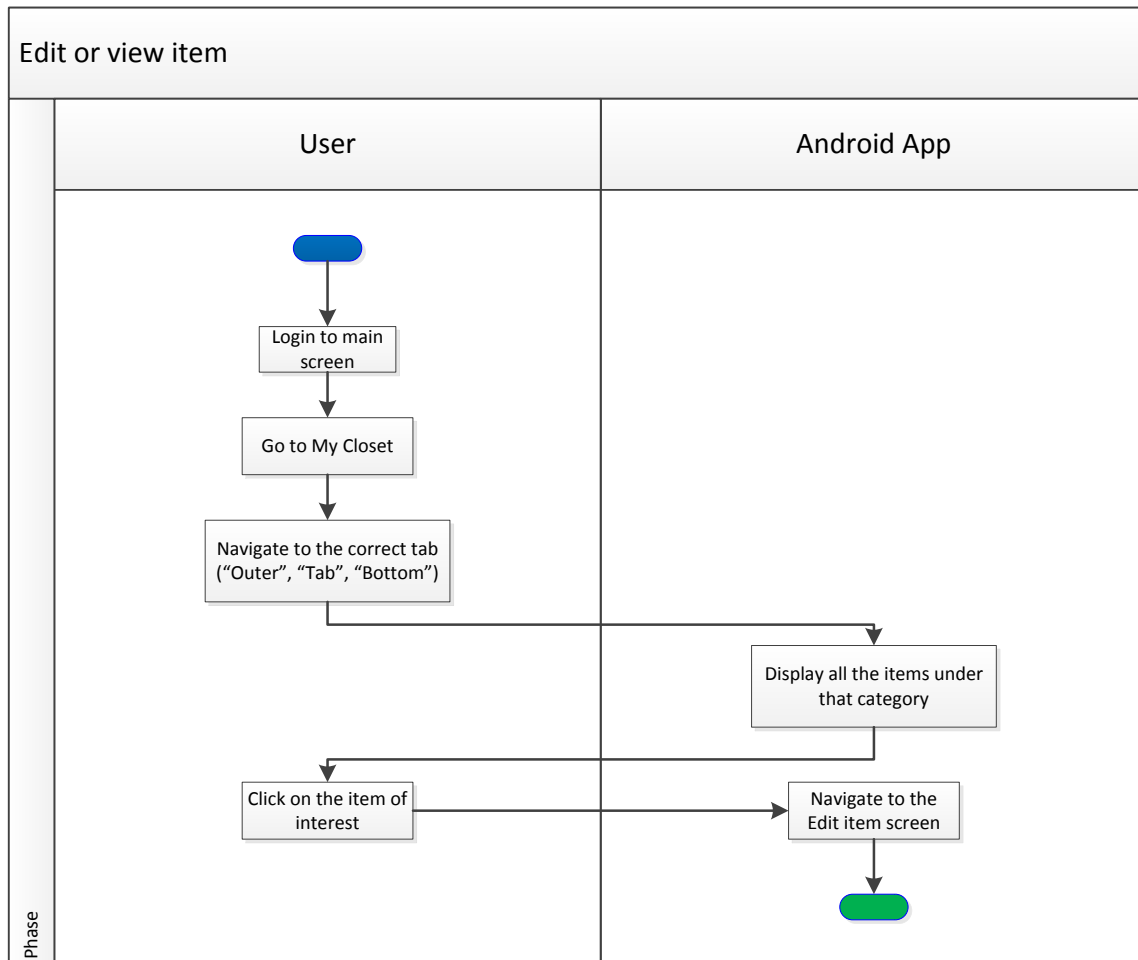 Edit or view item
User
Android App
Login to main
screen
Go to My Closet
Navigate to the correct tab
(“Outer”, “Tab”, “Bottom”)
Display all the items under
that category
Click on the item of
interest
Navigate to the
Edit item screen
Phase